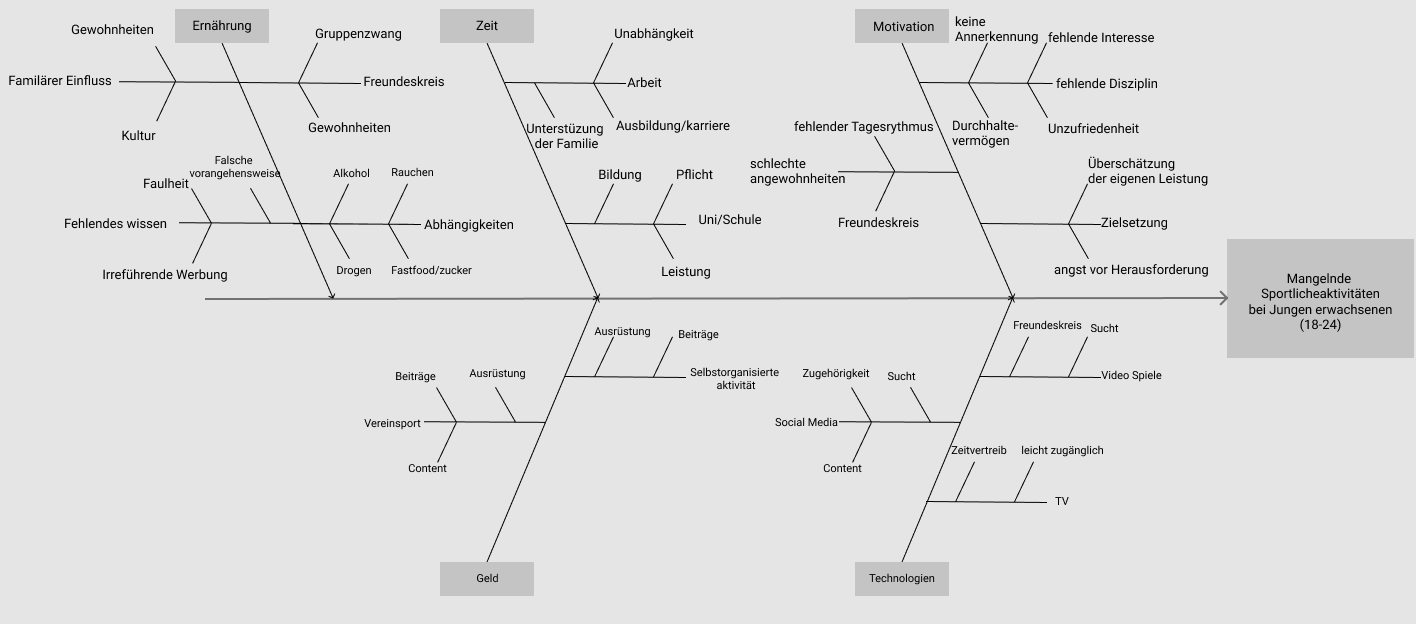 Ernährung
Gewohnheiten
Gruppenzwang
Familärer Einfluss
Freundeskreis
Kultur
Gewohnheiten
Falsche
vorangehensweise
Faulheit
Alkohol
Rauchen
Fehlendes wissen
Abhängigkeiten
Irreführende Werbung
Drogen
Fastfood/zucker
Zeit
Unabhängkeit
Arbeit
Unterstüzung
der Familie
Ausbildung/karriere
Bildung
Pflicht
Uni/Schule
Leistung
Motivation
keine
Annerkennung
fehlende Interesse
fehlende Disziplin
Durchhalte-
vermögen
Unzufriedenheit
fehlender Tagesrythmus
schlechte
angewohnheiten
Freundeskreis
Überschätzung
der eigenen Leistung
Zielsetzung
angst vor Herausforderung
Mangelnde
Sportlicheaktivitäten
bei Jungen erwachsenen
(18-24)
Ausrüstung
Beiträge
Selbstorganisierte
aktivität
Beiträge
Ausrüstung
Vereinsport
Content
Geld
Freundeskreis
Sucht
Video Spiele
Zugehörigkeit
Sucht
Social Media
Content
Zeitvertreib
leicht zugänglich
TV
Technologien